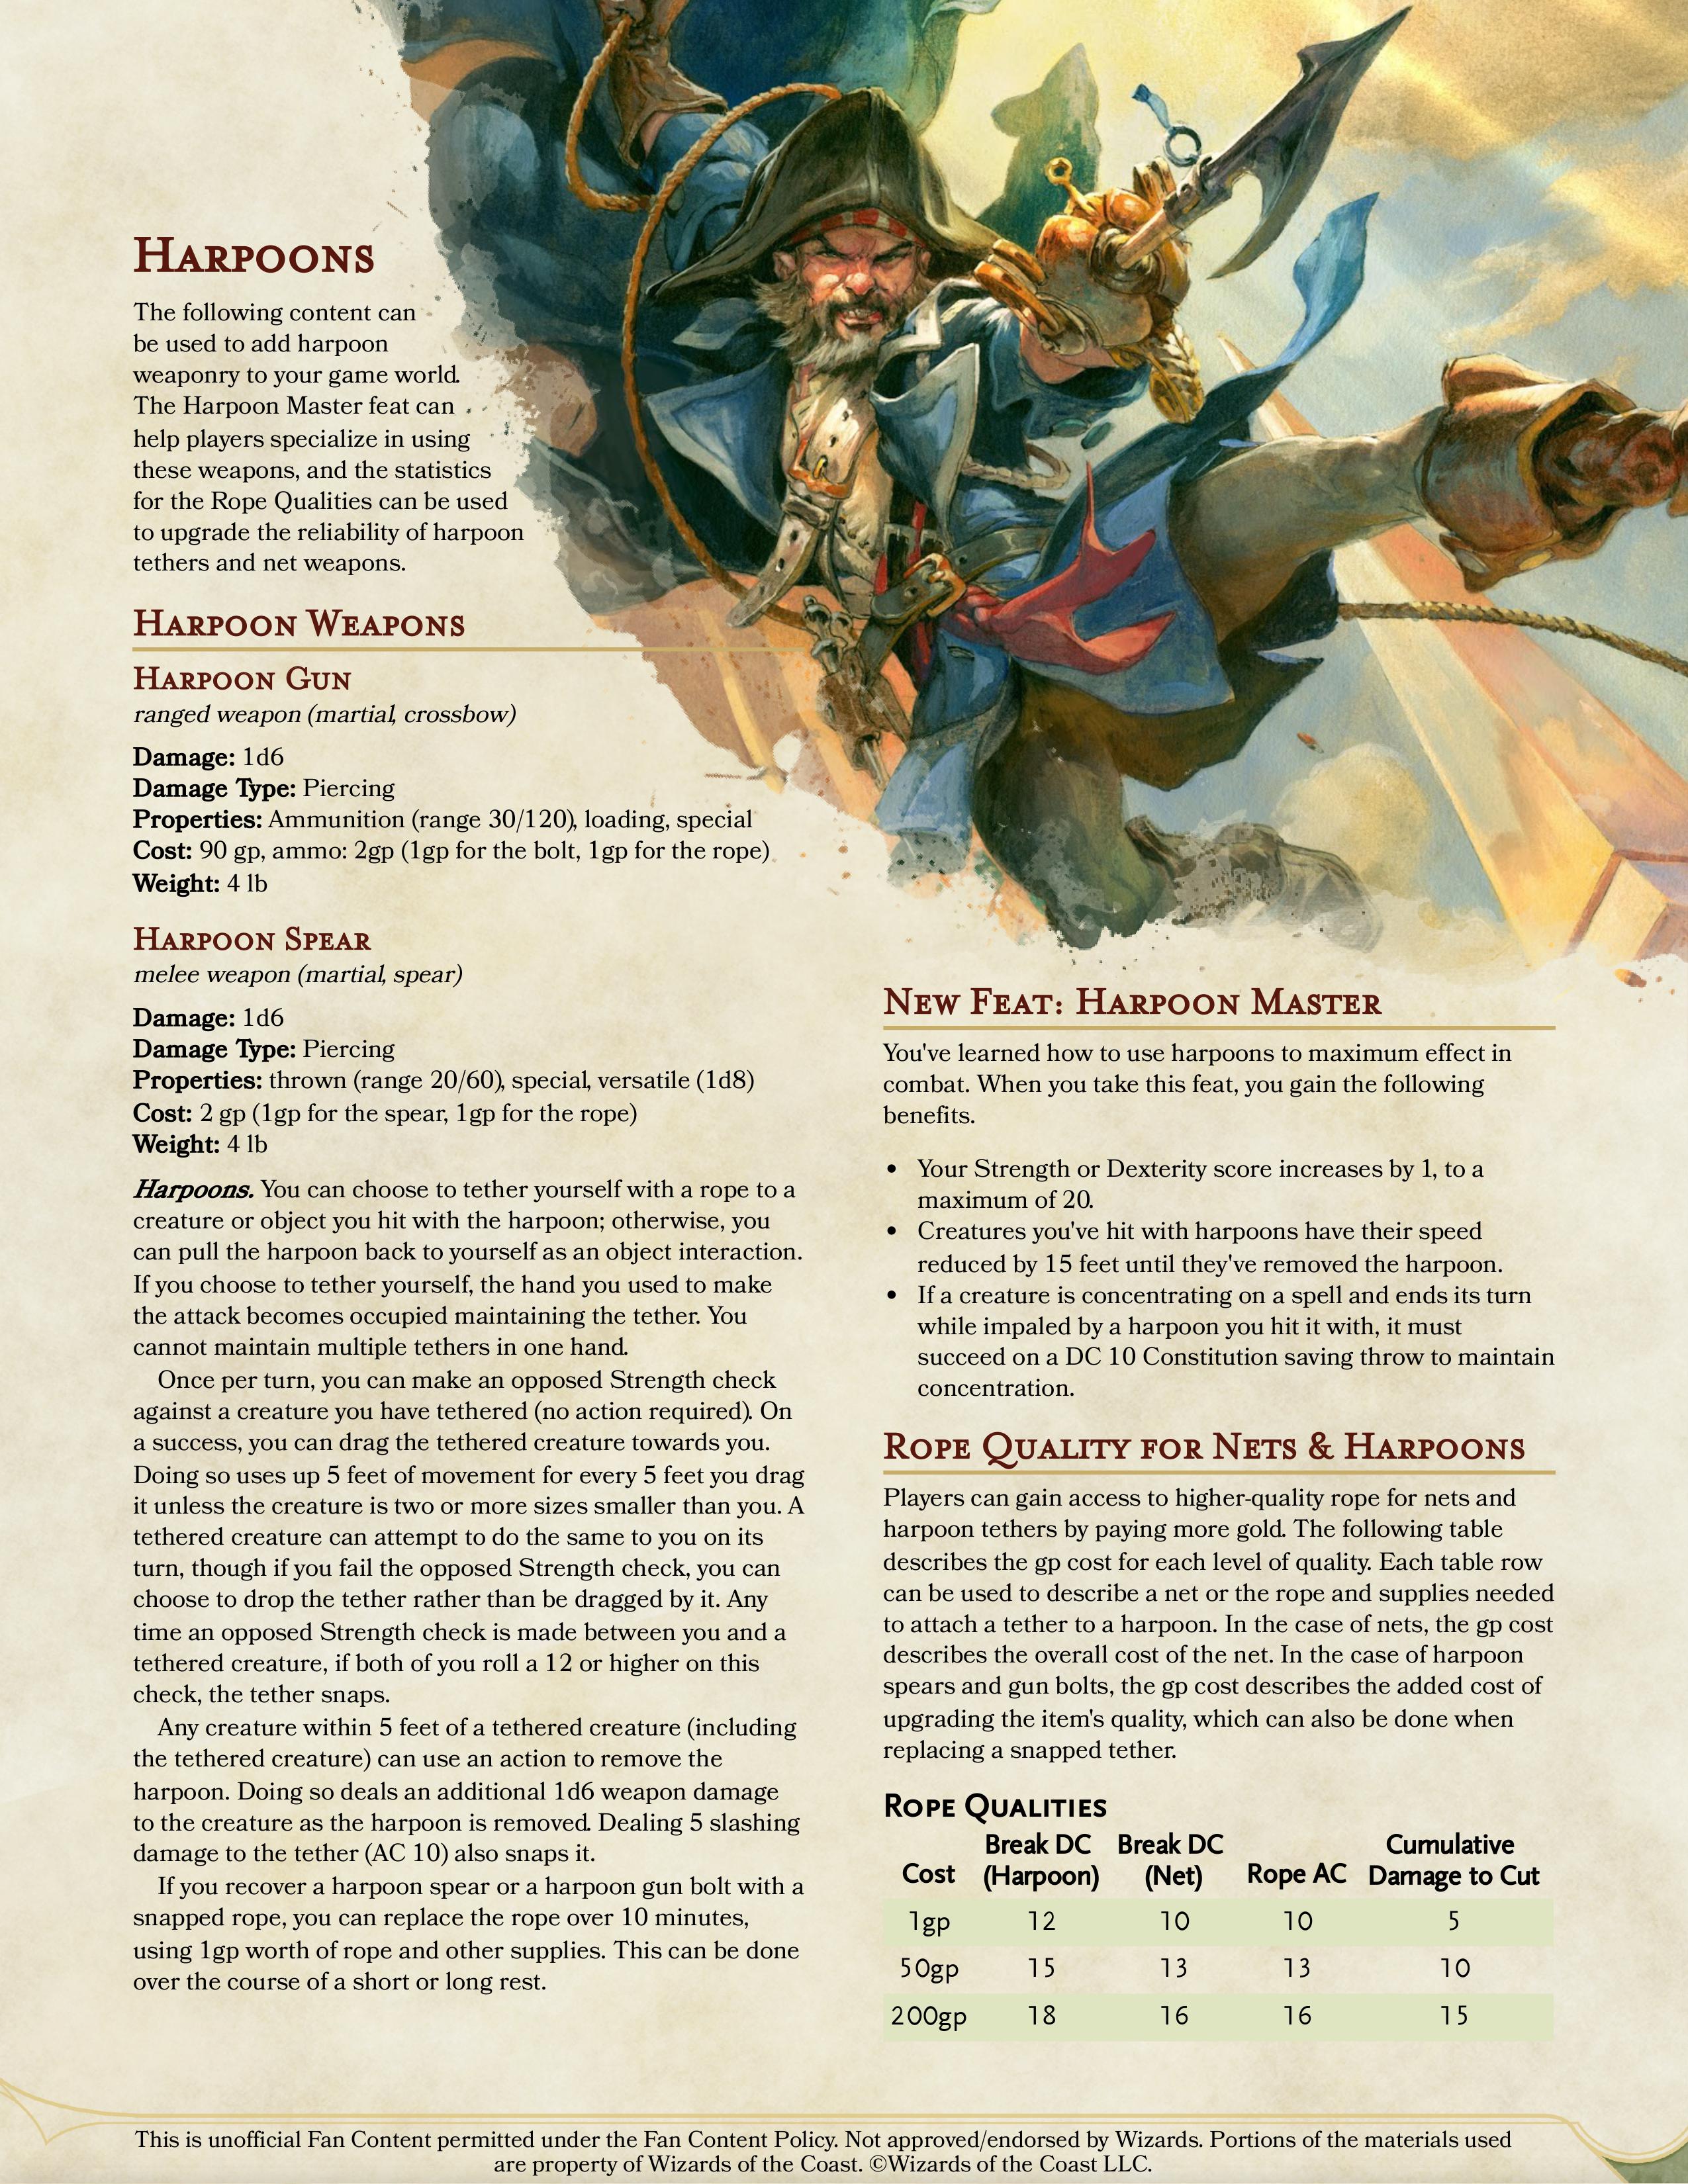 Harpoons
The following content can
be used to add harpoon
weaponry to your game world.
The Harpoon Master feat can
help players specialize in using
these weapons, and the statistics
for the Rope Qualities can be used
to upgrade the reliability of harpoon
tethers and net weapons.
Harpoon Weapons
Harpoon Gun
ranged weapon (martial, crossbow)
Damage: 1d6
Damage Type: Piercing
Properties: Ammunition (range 30/120), loading, special
Cost: 90 gp, ammo: 2gp (1gp for the bolt, 1gp for the rope)
Weight: 4 lb
Harpoon Spear
melee weapon (martial, spear)
Damage: 1d6
Damage Type: Piercing
Properties: thrown (range 20/60), special, versatile (1d8)
Cost: 2 gp (1gp for the spear, 1gp for the rope)
Weight: 4 lb
Harpoons. You can choose to tether yourself with a rope to a
creature or object you hit with the harpoon; otherwise, you
can pull the harpoon back to yourself as an object interaction.
If you choose to tether yourself, the hand you used to make
the attack becomes occupied maintaining the tether. You
cannot maintain multiple tethers in one hand.
Once per turn, you can make an opposed Strength check
against a creature you have tethered (no action required). On
a success, you can drag the tethered creature towards you.
Doing so uses up 5 feet of movement for every 5 feet you drag
it unless the creature is two or more sizes smaller than you. A
tethered creature can attempt to do the same to you on its
turn, though if you fail the opposed Strength check, you can
choose to drop the tether rather than be dragged by it. Any
time an opposed Strength check is made between you and a
tethered creature, if both of you roll a 12 or higher on this
check, the tether snaps.
Any creature within 5 feet of a tethered creature (including
the tethered creature) can use an action to remove the
harpoon. Doing so deals an additional 1d6 weapon damage
to the creature as the harpoon is removed. Dealing 5 slashing
damage to the tether (AC 10) also snaps it.
If you recover a harpoon spear or a harpoon gun bolt with a
snapped rope, you can replace the rope over 10 minutes,
using 1gp worth of rope and other supplies. This can be done
over the course of a short or long rest.
New Feat: Harpoon Master
You've learned how to use harpoons to maximum effect in
combat. When you take this feat, you gain the following
benefits.
• Your Strength or Dexterity score increases by 1, to a
maximum of 20.
• Creatures you've hit with harpoons have their speed
reduced by 15 feet until they've removed the harpoon.
• If a creature is concentrating on a spell and ends its turn
while impaled by a harpoon you hit it with, it must
succeed on a DC 10 Constitution saving throw to maintain
concentration.
Rope Quality for Nets & Harpoons
Players can gain access to higher-quality rope for nets and
harpoon tethers by paying more gold. The following table
describes the gp cost for each level of quality. Each table row
can be used to describe a net or the rope and supplies needed
to attach a tether to a harpoon. In the case of nets, the gp cost
describes the overall cost of the net. In the case of harpoon
spears and gun bolts, the gp cost describes the added cost of
upgrading the item's quality, which can also be done when
replacing a snapped tether.
Rope Qualities
Break DC Break DC Cumulative
Cost (Harpoon) (Net) Rope AC Damage to Cut
1gp 12 10 10 5
50gp 15 13 13 10
200gp 18 16 16 15
This is unofficial Fan Content permitted under the Fan Content Policy. Not approved/endorsed by Wizards. Portions of the materials used
are property of Wizards of the Coast. ©Wizards of the Coast LLC.